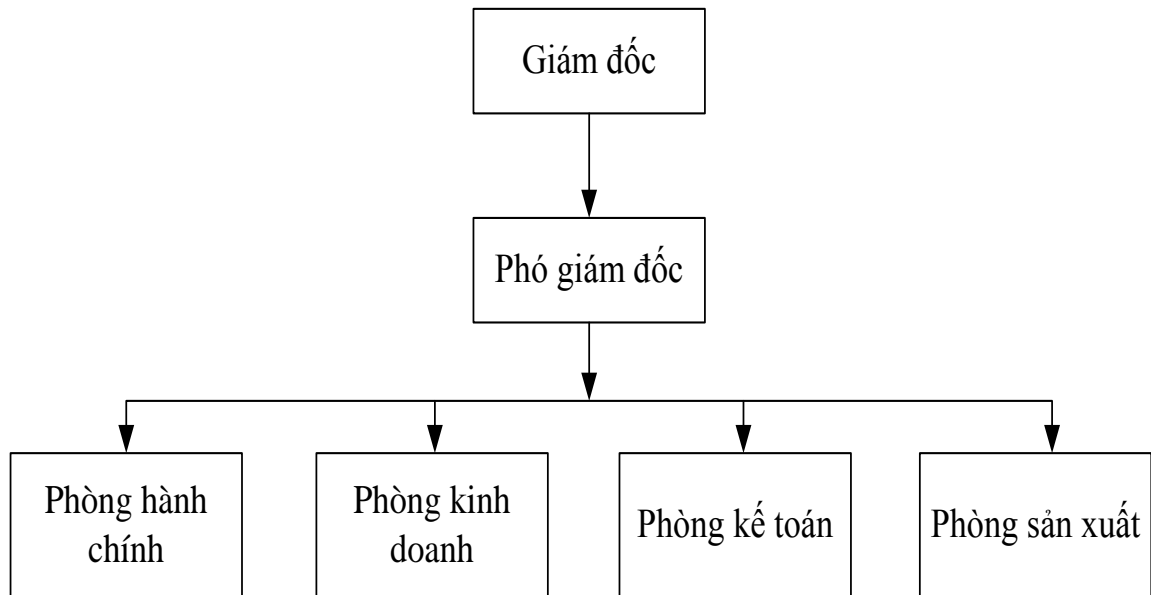 Giám đốc
Phó giám đốc
Phòng hành
chính
Phòng kinh
doanh
Phòng kế toán
Phòng sản xuất